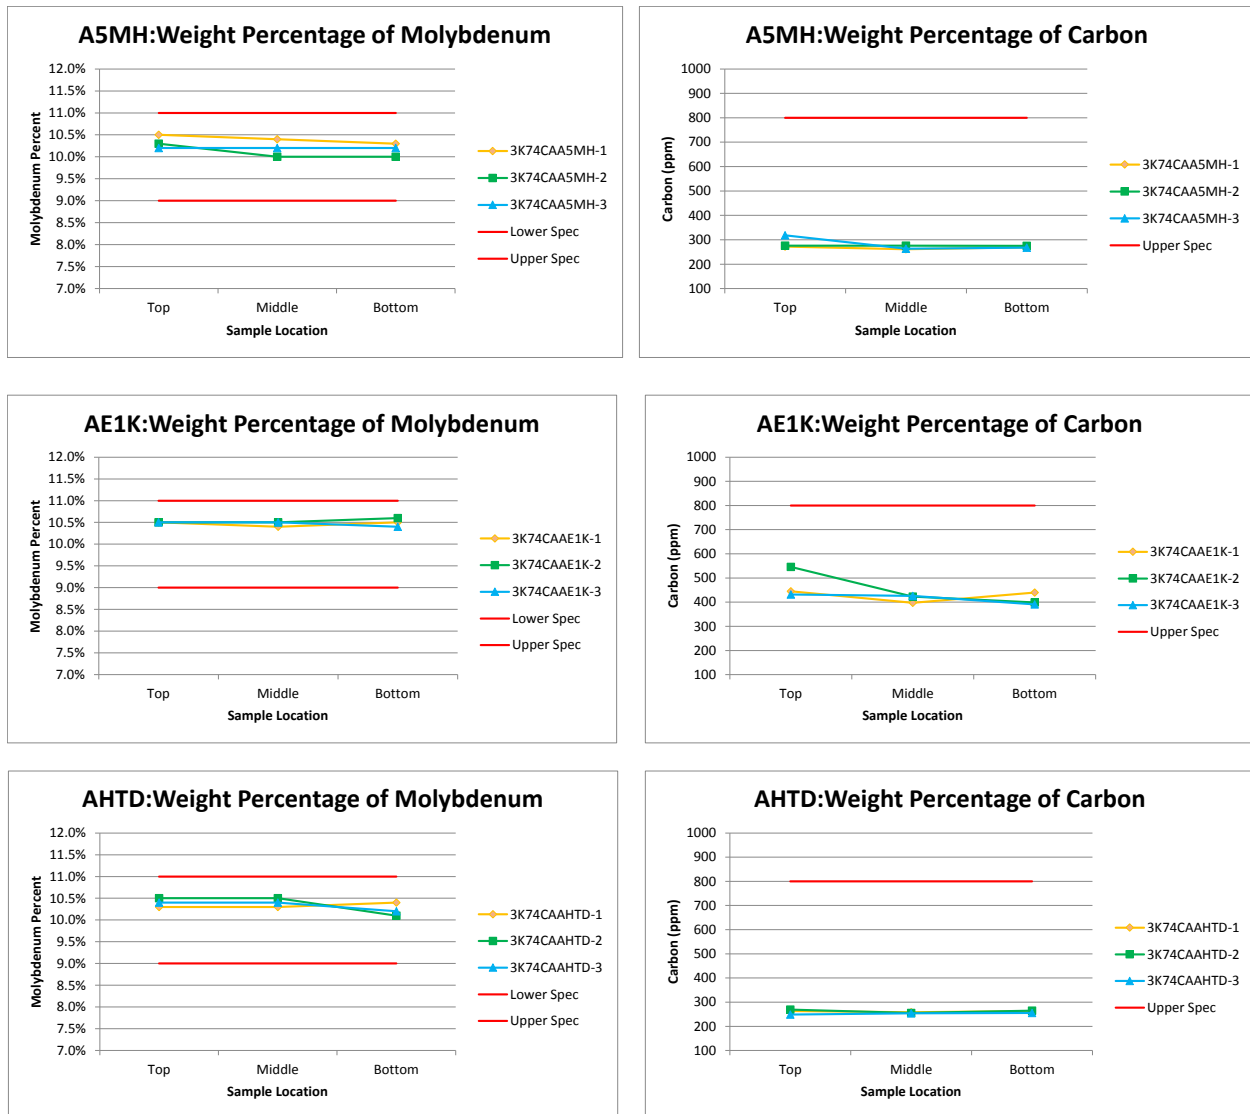 A5MH:Weight Percentage of Molybdenum
12.0%
11.5%
11.0%
10.5%
10.0%
9.5%
9.0%
8.5%
8.0%
7.5%
7.0%
Molybdenum Percent
Top Middle Bottom
Sample Location
3K74CAA5MH-1
3K74CAA5MH-2
3K74CAA5MH-3
Lower Spec
Upper Spec
A5MH:Weight Percentage of Carbon
1000
900
800
700
600
500
400
300
200
100
Carbon (ppm)
Top Middle Bottom
Sample Location
3K74CAA5MH-1
3K74CAA5MH-2
3K74CAA5MH-3
Upper Spec
AE1K:Weight Percentage of Molybdenum
12.0%
11.5%
11.0%
10.5%
10.0%
9.5%
9.0%
8.5%
8.0%
7.5%
7.0%
Molybdenum Percent
Top Middle Bottom
Sample Location
3K74CAAE1K-1
3K74CAAE1K-2
3K74CAAE1K-3
Lower Spec
Upper Spec
AE1K:Weight Percentage of Carbon
1000
900
800
700
600
500
400
300
200
100
Carbon (ppm)
Top Middle Bottom
Sample Location
3K74CAAE1K-1
3K74CAAE1K-2
3K74CAAE1K-3
Upper Spec
AHTD:Weight Percentage of Molybdenum
12.0%
11.5%
11.0%
10.5%
10.0%
9.5%
9.0%
8.5%
8.0%
7.5%
7.0%
Molybdenum Percent
Top Middle Bottom
Sample Location
3K74CAAHTD-1
3K74CAAHTD-2
3K74CAAHTD-3
Lower Spec
Upper Spec
AHTD:Weight Percentage of Carbon
1000
900
800
700
600
500
400
300
200
100
Carbon (ppm)
Top Middle Bottom
Sample Location
3K74CAAHTD-1
3K74CAAHTD-2
3K74CAAHTD-3
Upper Spec